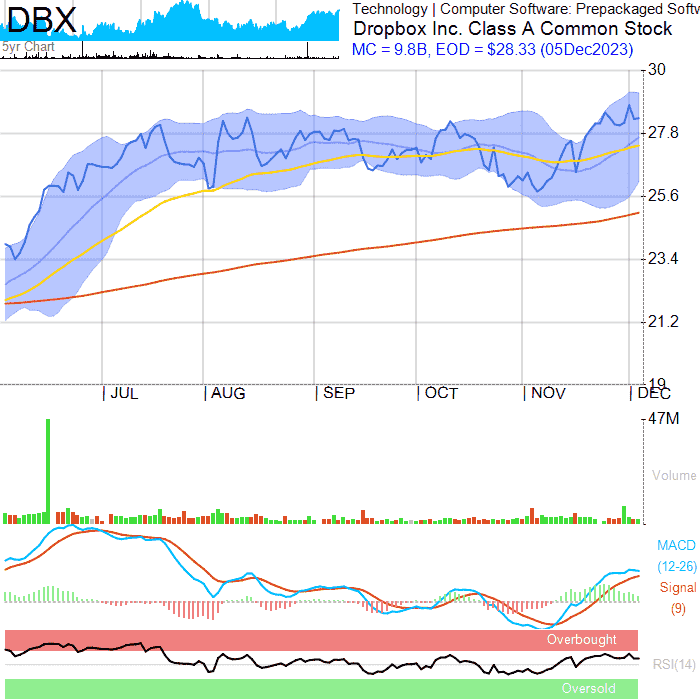 DBX
5yr Chart
Technology | Computer Software: Prepackaged Softw
Dropbox Inc. Class A Common Stock
MC = 9.8B, EOD = $28.33 (05Dec2023)
30
27.8
25.6
23.4
21.2
19
| JUL
| AUG
| SEP
| OCT
| NOV
| DEC
47M
Volume
MACD
(12-26)
Signal
(9)
Overbought
RSI(14)
Oversold